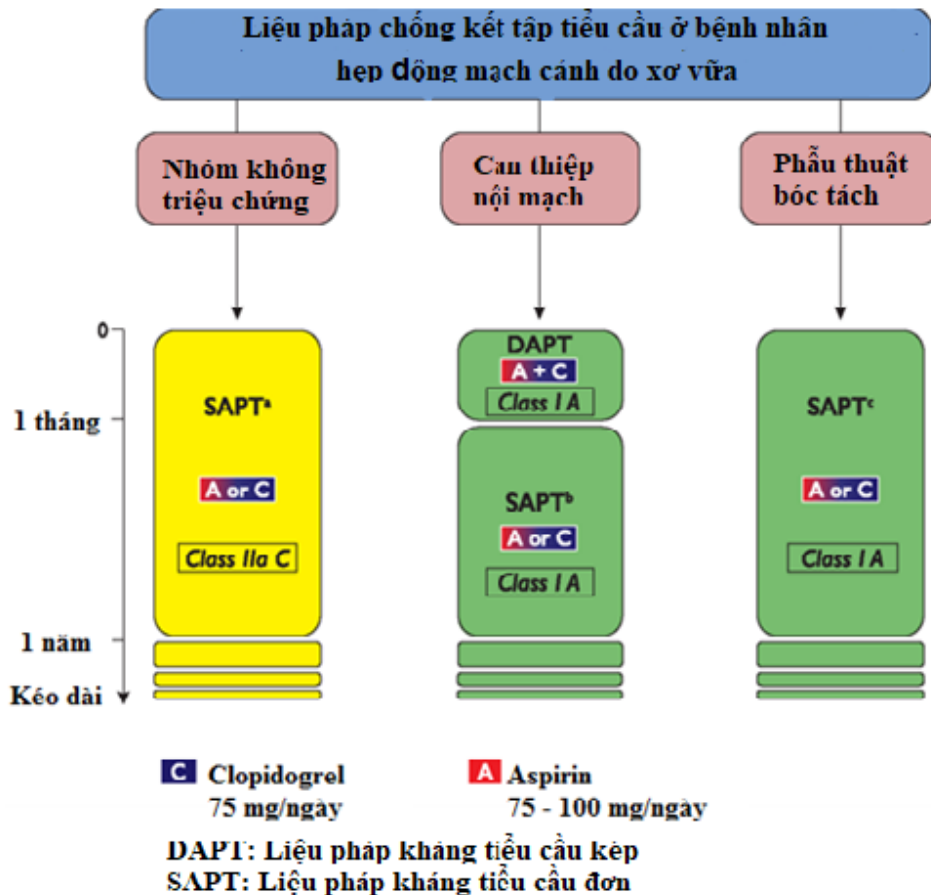 Liệu pháp chống kết tập tiểu cầu ở bệnh nhân
hẹp động mạch cánh do xơ vữa
Nhóm không
triệu chứng
Can thiệp
nội mạch
Phẫu thuật
bóc tách
0
1 tháng
1 năm
Kéo dài
SAPTᵃ
A or C
Class IIa C
DAPT
A + C
Class I A
SAPTᵇ
A or C
Class I A
SAPTᶜ
A or C
Class I A
C Clopidogrel
75 mg/ngày
A Aspirin
75 - 100 mg/ngày
DAPT: Liệu pháp kháng tiểu cầu kép
SAPT: Liệu pháp kháng tiểu cầu đơn